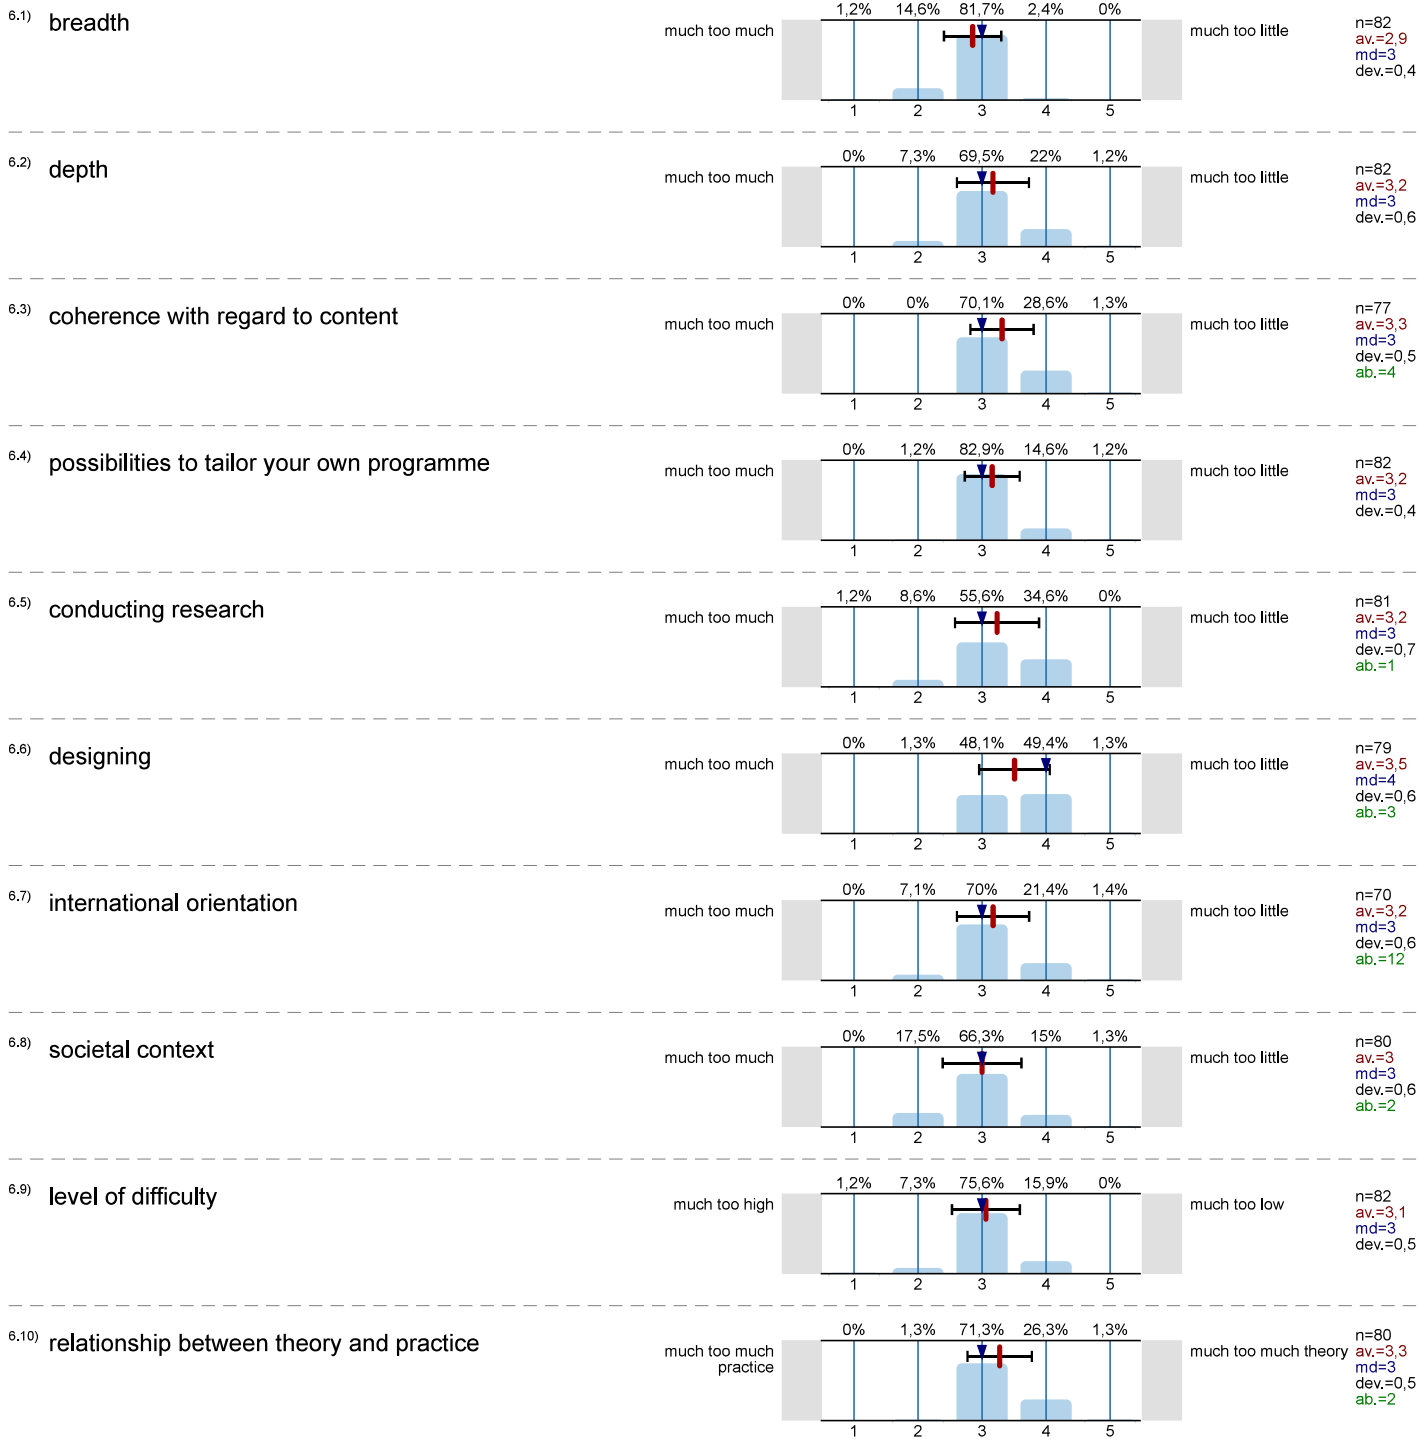 6.1) breadth
1,2% 14,6% 81,7% 2,4% 0%
much too much much too little
n=82
av.=2,9
md=3
dev.=0,4
1 2 3 4 5
6.2) depth
0% 7,3% 69,5% 22% 1,2%
much too much much too little
n=82
av.=3,2
md=3
dev.=0,6
1 2 3 4 5
6.3) coherence with regard to content
0% 0% 70,1% 28,6% 1,3%
much too much much too little
n=77
av.=3,3
md=3
dev.=0,5
ab.=4
1 2 3 4 5
6.4) possibilities to tailor your own programme
0% 1,2% 82,9% 14,6% 1,2%
much too much much too little
n=82
av.=3,2
md=3
dev.=0,4
1 2 3 4 5
6.5) conducting research
1,2% 8,6% 55,6% 34,6% 0%
much too much much too little
n=81
av.=3,2
md=3
dev.=0,7
ab.=1
1 2 3 4 5
6.6) designing
0% 1,3% 48,1% 49,4% 1,3%
much too much much too little
n=79
av.=3,5
md=4
dev.=0,6
ab.=3
1 2 3 4 5
6.7) international orientation
0% 7,1% 70% 21,4% 1,4%
much too much much too little
n=70
av.=3,2
md=3
dev.=0,6
ab.=12
1 2 3 4 5
6.8) societal context
0% 17,5% 66,3% 15% 1,3%
much too much much too little
n=80
av.=3
md=3
dev.=0,6
ab.=2
1 2 3 4 5
6.9) level of difficulty
1,2% 7,3% 75,6% 15,9% 0%
much too high much too low
n=82
av.=3,1
md=3
dev.=0,5
1 2 3 4 5
6.10) relationship between theory and practice
0% 1,3% 71,3% 26,3% 1,3%
much too much
practice
much too much theory
n=80
av.=3,3
md=3
dev.=0,5
ab.=2
1 2 3 4 5